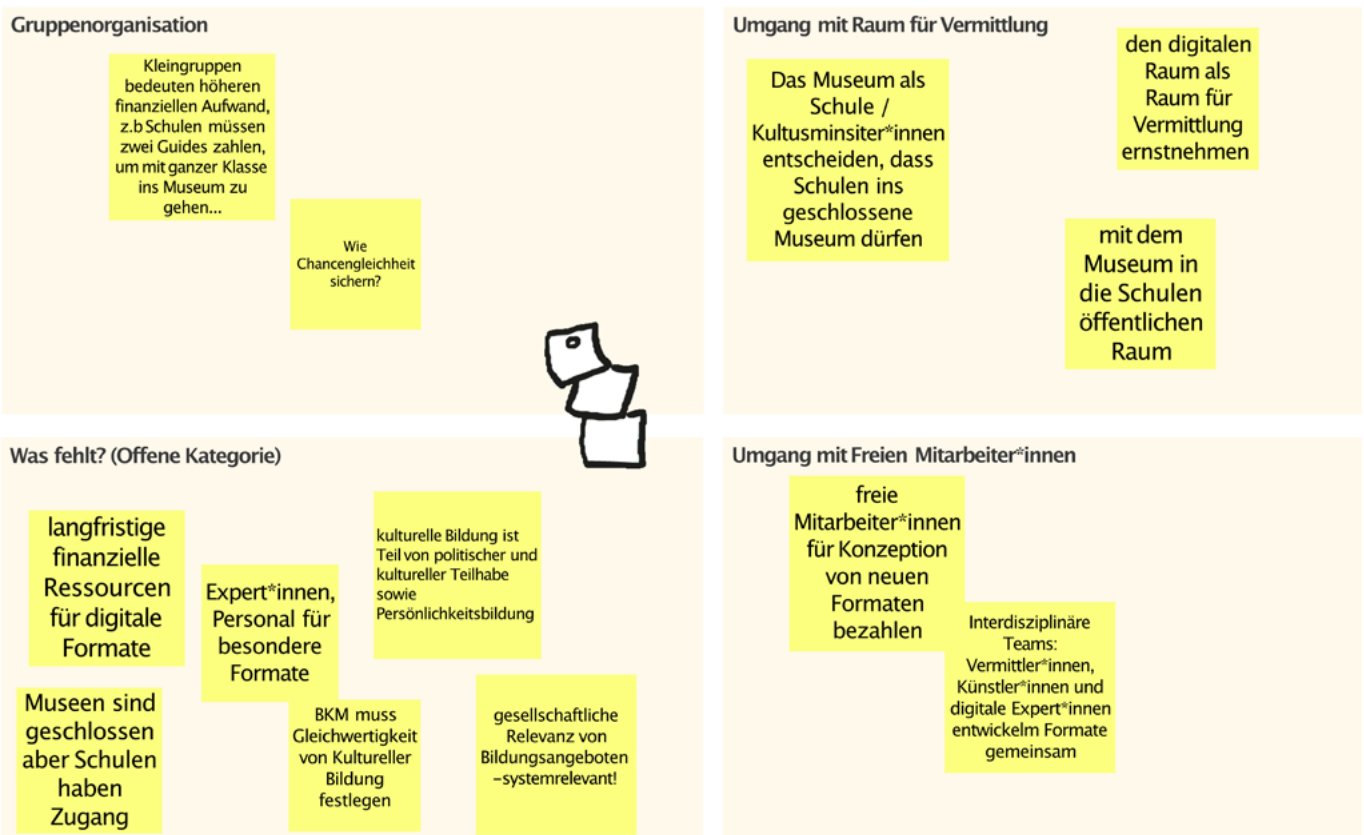 Gruppenorganisation
Kleingruppen
bedeuten höheren
finanziellen Aufwand,
z.b Schulen müssen
zwei Guides zahlen,
um mit ganzer Klasse
ins Museum zu
gehen...
Wie
Chancengleichheit
sichern?
Umgang mit Raum für Vermittlung
Das Museum als
Schule /
Kultusminsiter*innen
entscheiden, dass
Schulen ins
geschlossene
Museum dürfen
den digitalen
Raum als
Raum für
Vermittlung
ernstnehmen
mit dem
Museum in
die Schulen
öffentlichen
Raum
Was fehlt? (Offene Kategorie)
langfristige
finanzielle
Ressourcen
für digitale
Formate
Expert*innen,
Personal für
besondere
Formate
kulturelle Bildung ist
Teil von politischer und
kultureller Teilhabe
sowie
Persönlichkeitsbildung
Museen sind
geschlossen
aber Schulen
haben
Zugang
BKM muss
Gleichwertigkeit
von Kultureller
Bildung
festlegen
gesellschaftliche
Relevanz von
Bildungsangeboten
–systemrelevant!
Umgang mit Freien Mitarbeiter*innen
freie
Mitarbeiter*innen
für Konzeption
von neuen
Formaten
bezahlen
Interdisziplinäre
Teams:
Vermittler*innen,
Künstler*innen und
digitale Expert*innen
entwickelm Formate
gemeinsam